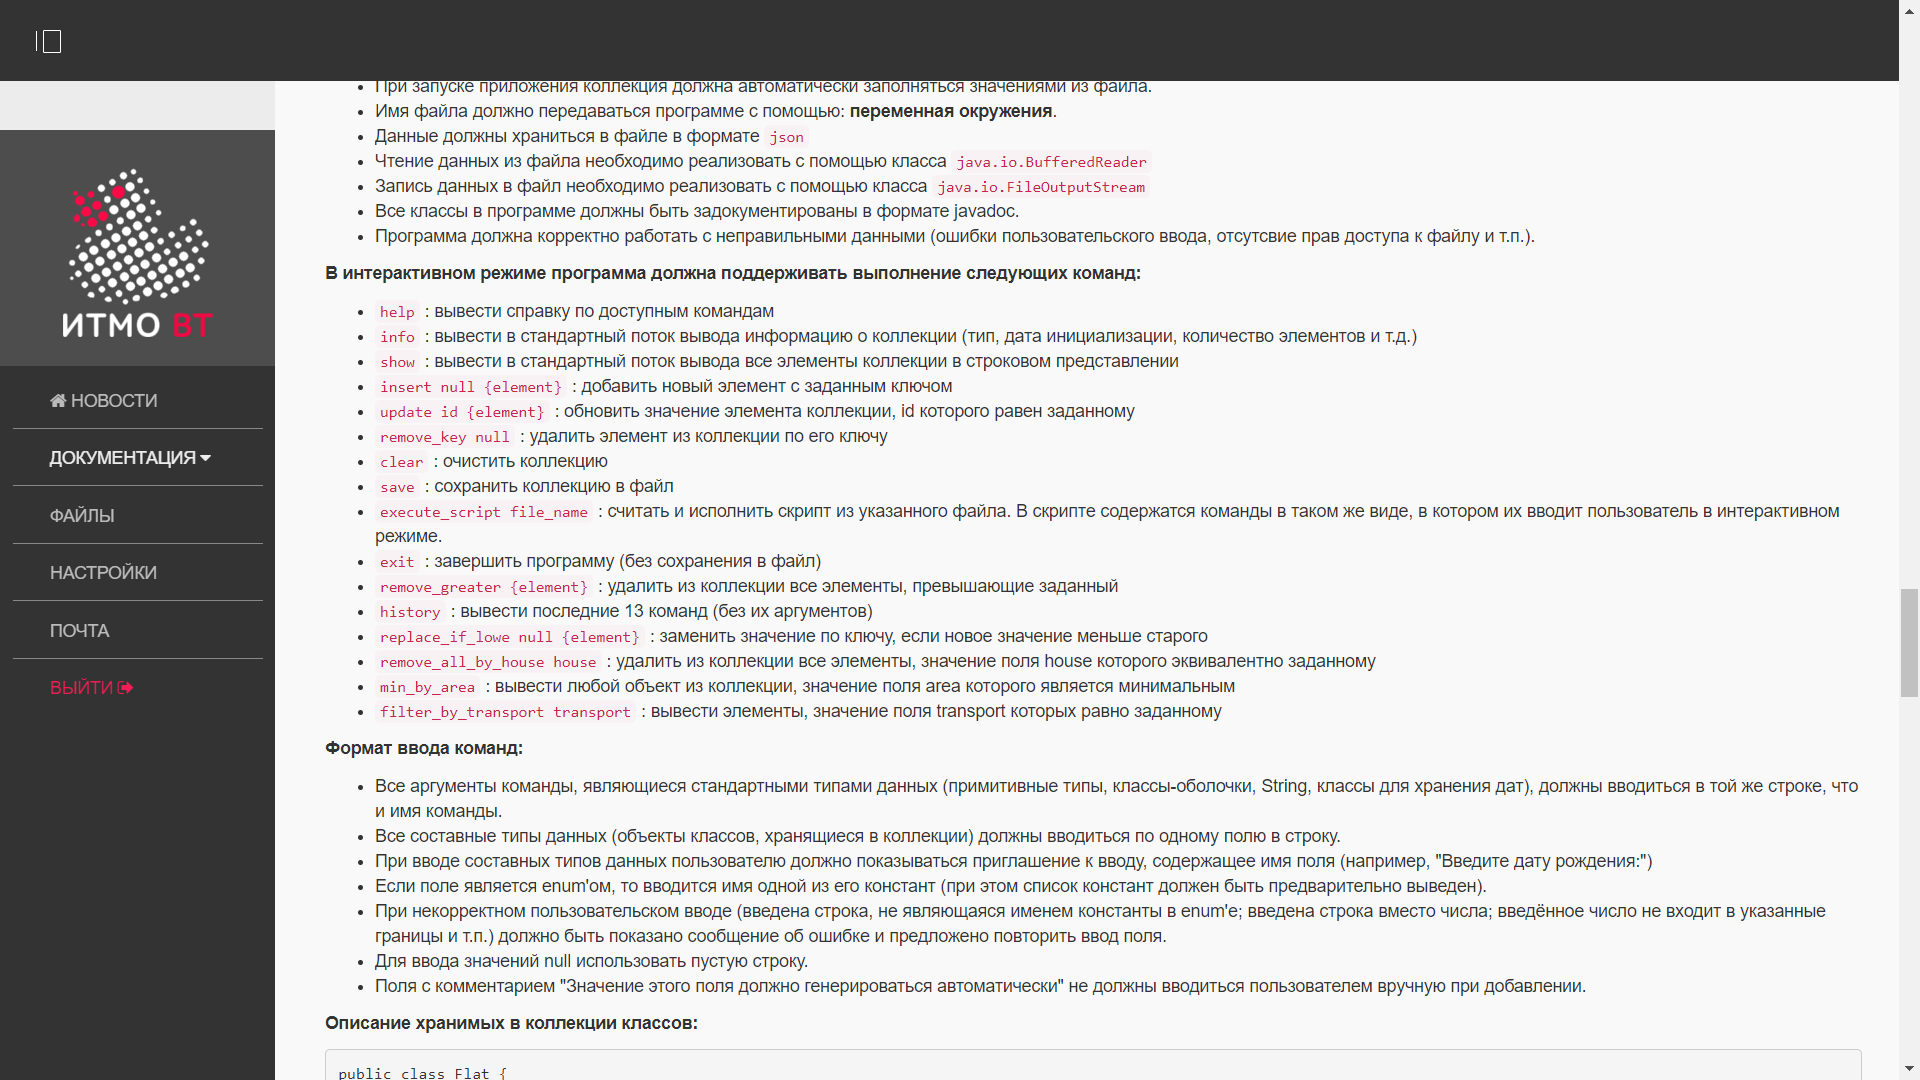 При запуске приложения коллекция должна автоматически заполняться значениями из файла.
Имя файла должно передаваться программе с помощью: переменная окружения.
Данные должны храниться в файле в формате json
Чтение данных из файла необходимо реализовать с помощью класса java.io.BufferedReader
Запись данных в файл необходимо реализовать с помощью класса java.io.FileOutputStream
Все классы в программе должны быть задокументированы в формате javadoc.
Программа должна корректно работать с неправильными данными (ошибки пользовательского ввода, отсутсвие прав доступа к файлу и т.п.).
В интерактивном режиме программа должна поддерживать выполнение следующих команд:
help : вывести справку по доступным командам
info : вывести в стандартный поток вывода информацию о коллекции (тип, дата инициализации, количество элементов и т.д.)
show : вывести в стандартный поток вывода все элементы коллекции в строковом представлении
insert null {element} : добавить новый элемент с заданным ключом
update id {element} : обновить значение элемента коллекции, id которого равен заданному
remove_key null : удалить элемент из коллекции по его ключу
clear : очистить коллекцию
save : сохранить коллекцию в файл
execute_script file_name : считать и исполнить скрипт из указанного файла. В скрипте содержатся команды в таком же виде, в котором их вводит пользователь в интерактивном
режиме.
exit : завершить программу (без сохранения в файл)
remove_greater {element} : удалить из коллекции все элементы, превышающие заданный
history : вывести последние 13 команд (без их аргументов)
replace_if_lowe null {element} : заменить значение по ключу, если новое значение меньше старого
remove_all_by_house house : удалить из коллекции все элементы, значение поля house которого эквивалентно заданному
min_by_area : вывести любой объект из коллекции, значение поля area которого является минимальным
filter_by_transport transport : вывести элементы, значение поля transport которых равно заданному
Формат ввода команд:
Все аргументы команды, являющиеся стандартными типами данных (примитивные типы, классы-оболочки, String, классы для хранения дат), должны вводиться в той же строке, что
и имя команды.
Все составные типы данных (объекты классов, хранящиеся в коллекции) должны вводиться по одному полю в строку.
При вводе составных типов данных пользователю должно показываться приглашение к вводу, содержащее имя поля (например, "Введите дату рождения:")
Если поле является enum'ом, то вводится имя одной из его констант (при этом список констант должен быть предварительно выведен).
При некорректном пользовательском вводе (введена строка, не являющаяся именем константы в enum'е; введена строка вместо числа; введённое число не входит в указанные
границы и т.п.) должно быть показано сообщение об ошибке и предложено повторить ввод поля.
Для ввода значений null использовать пустую строку.
Поля с комментарием "Значение этого поля должно генерироваться автоматически" не должны вводиться пользователем вручную при добавлении.
Описание хранимых в коллекции классов:
public class Flat {
ИТМО ВТ
НОВОСТИ
ДОКУМЕНТАЦИЯ
ФАЙЛЫ
НАСТРОЙКИ
ПОЧТА
ВЫЙТИ